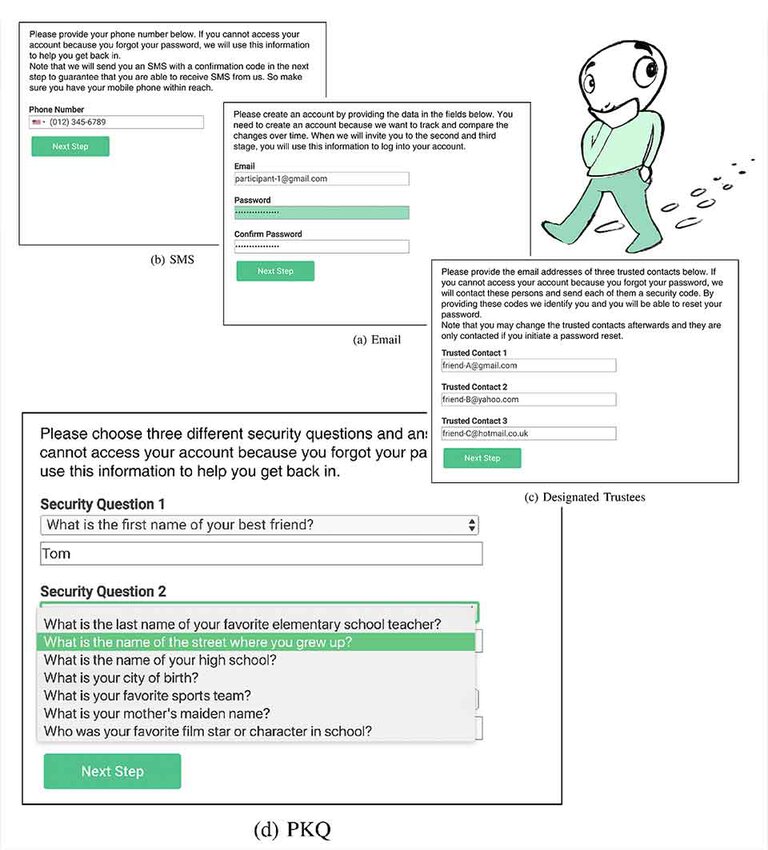 Please provide your phone number below. If you cannot access your
account because you forgot your password, we will use this information
to help you get back in.
Note that we will send you an SMS with a confirmation code in the next
step to guarantee that you are able to receive SMS from us. So make
sure you have your mobile phone within reach.
Phone Number
(012) 345-6789
Next Step
(b) SMS
Please create an account by providing the data in the fields below. You
need to create an account because we want to track and compare the
changes over time. When we will invite you to the second and third
stage, you will use this information to log into your account.
Email
participant-1@gmail.com
Password
Confirm Password
Next Step
(a) Email
Please provide the email addresses of three trusted contacts below. If
you cannot access your account because you forgot your password, we
will contact these persons and send each of them a security code. By
providing these codes we identify you and you will be able to reset your
password.
Note that you may change the trusted contacts afterwards and they are
only contacted if you initiate a password reset.
Trusted Contact 1
friend-A@gmail.com
Trusted Contact 2
friend-B@yahoo.com
Trusted Contact 3
friend-C@hotmail.co.uk
Next Step
(c) Designated Trustees
Please choose three different security questions and
cannot access your account because you forgot your
use this information to help you get back in.
Security Question 1
What is the first name of your best friend?
Tom
Security Question 2
What is the last name of your favorite elementary school teacher?
What is the name of the street where you grew up?
What is the name of your high school?
What is your city of birth?
What is your favorite sports team?
What is your mother's maiden name?
Who was your favorite film star or character in school?
Next Step
(d) PKQ